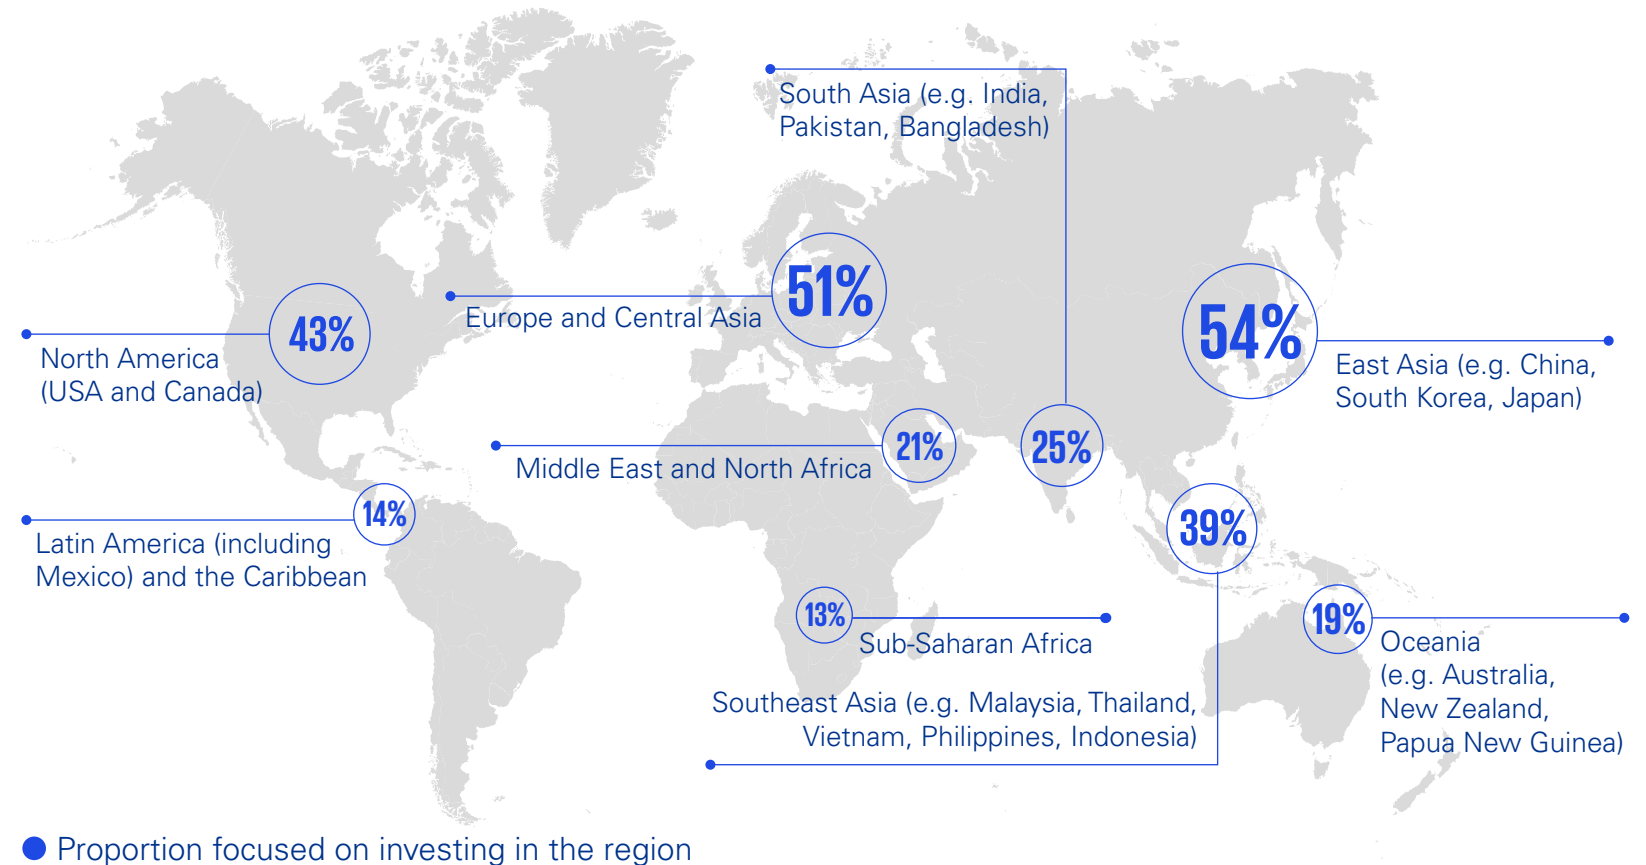 South Asia (e.g. India,
Pakistan, Bangladesh)
51%
Europe and Central Asia
54%
East Asia (e.g. China,
South Korea, Japan)
43%
North America
(USA and Canada)
21%
Middle East and North Africa
25%
14%
Latin America (including
Mexico) and the Caribbean
39%
13%
Sub-Saharan Africa
19%
Oceania
(e.g. Australia,
New Zealand,
Papua New Guinea)
Southeast Asia (e.g. Malaysia, Thailand,
Vietnam, Philippines, Indonesia)
Proportion focused on investing in the region